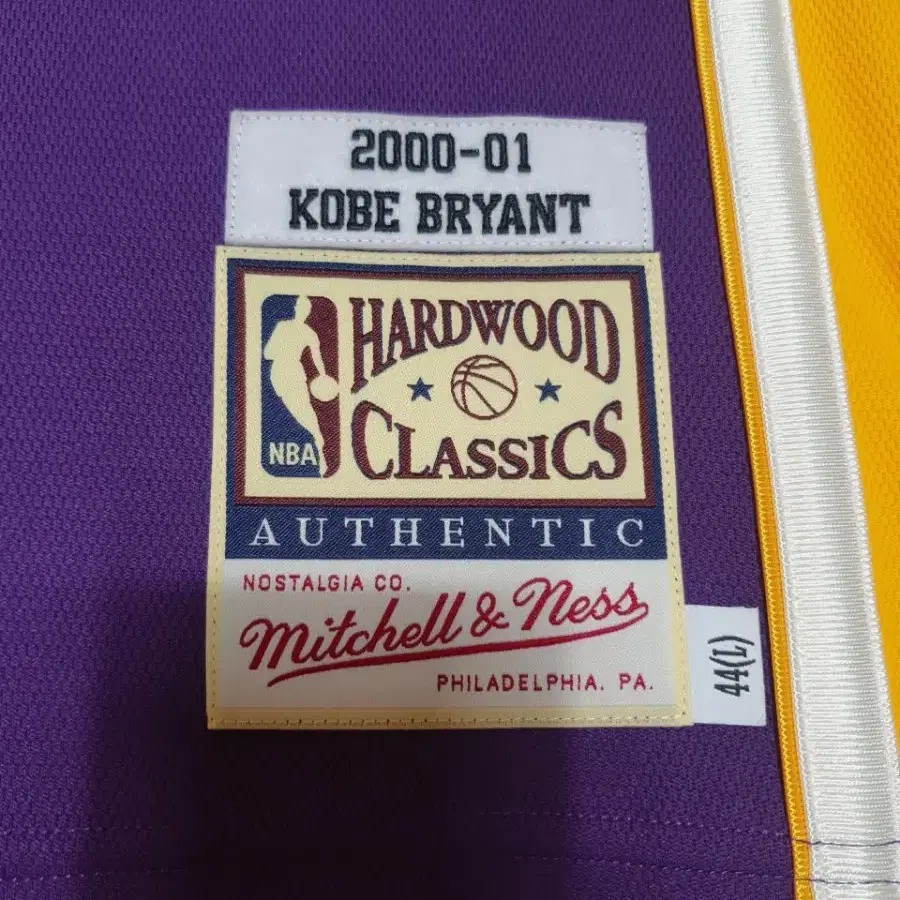 2000-01
KOBE BRYANT
HARDWOOD
CLASSICS
NBA
AUTHENTIC
NOSTALGIA CO.
Mitchell & Ness
PHILADELPHIA, PA.
44(L)